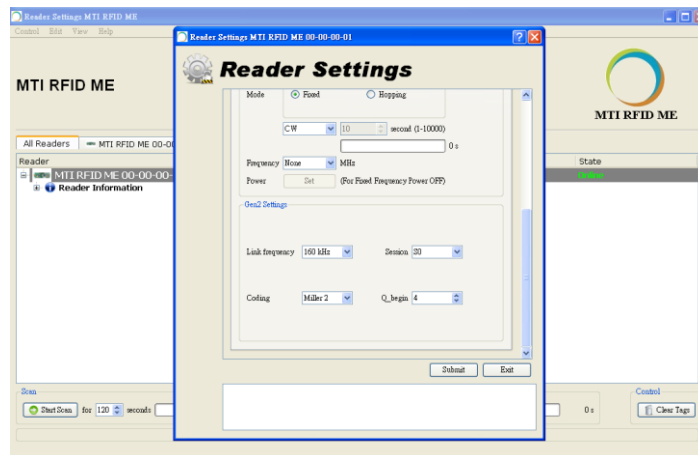 Reader Settings MTI RFID ME
Control Edit View Help
MTI RFID ME
MTI RFID ME
All Readers MTI RFID ME 00-0
Reader State
MTI RFID ME 00-00-00- Online
Reader Information
Scan
Start Scan for 120 seconds 0 s
Control
Clear Tags
Reader Settings MTI RFID ME 00-00-00-01
Reader Settings
Mode Fixed Hopping
CW 10 second (1-10000)
0 s
Frequency None MHz
Power Set (For Fixed Frequency Power OFF)
Gen2 Settings
Link frequency 160 kHz Session S0
Coding Miller 2 Q_begin 4
Submit Exit